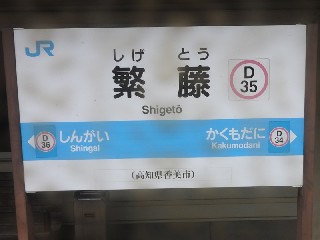 JR
しげ とう
繁藤
Shigetō
D
35
D
36
しんがい
Shingai
かくもだに
Kakumodani
D
34
(高知県香美市)